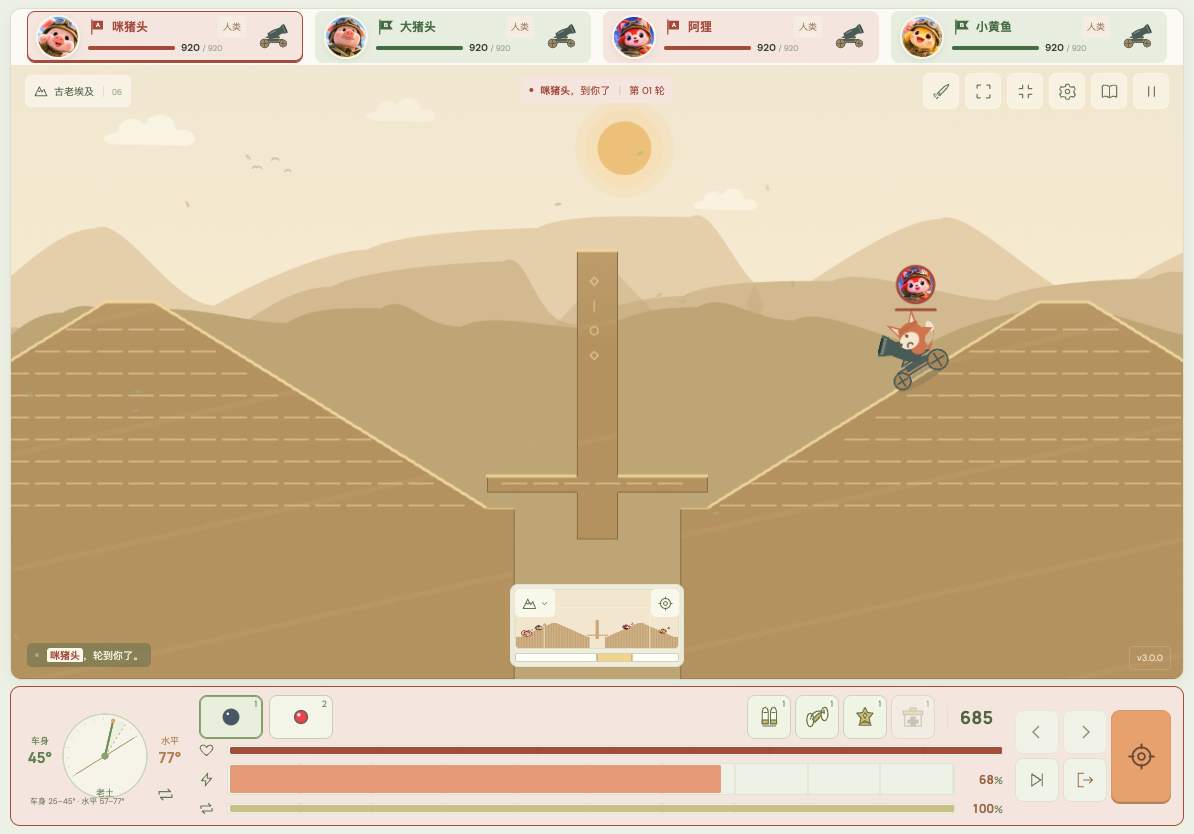 A 咪猪头 人类
920 / 920
B 大猪头 人类
920 / 920
A 阿狸 人类
920 / 920
B 小黄鱼 人类
920 / 920
古老埃及 06
咪猪头，到你了 第 01 轮
咪猪头，轮到你了。
v3.0.0
车身
45°
水平
77°
老土
车身 25–45° · 水平 57–77°
1
2
1
1
1
1
685
68%
100%